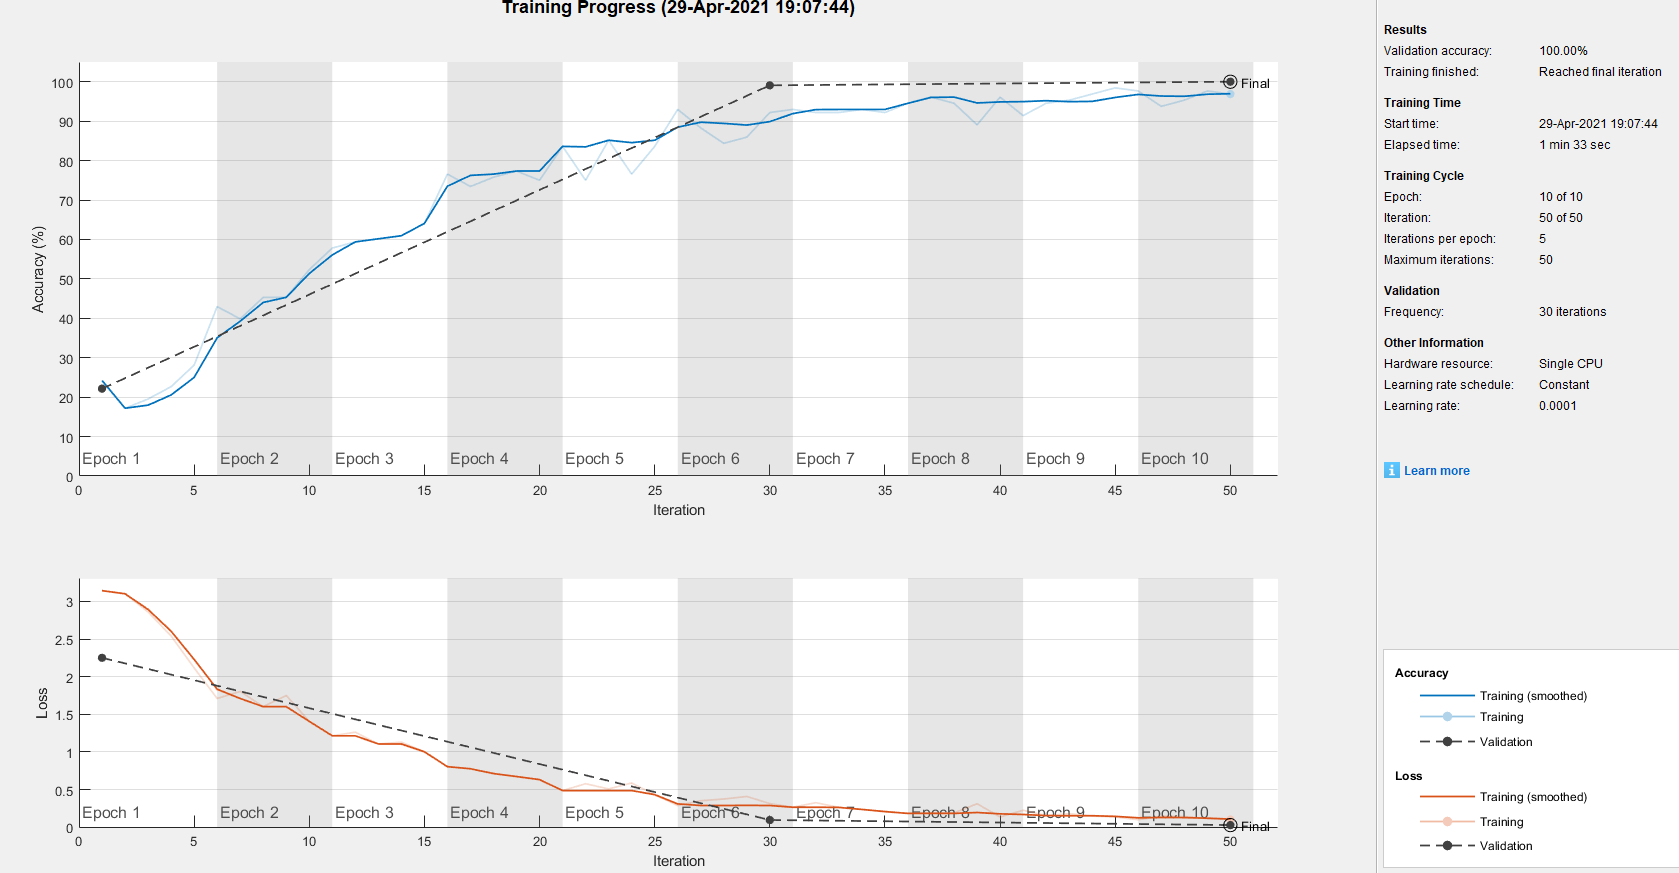 Training Progress (29-Apr-2021 19:07:44)
100
90
80
70
60
50
40
30
20
10
0
Accuracy (%)
Final
Epoch 1 Epoch 2 Epoch 3 Epoch 4 Epoch 5 Epoch 6 Epoch 7 Epoch 8 Epoch 9 Epoch 10
0 5 10 15 20 25 30 35 40 45 50
Iteration
3
2.5
2
1.5
1
0.5
0
Loss
Epoch 1 Epoch 2 Epoch 3 Epoch 4 Epoch 5 Epoch 6 Epoch 7 Epoch 8 Epoch 9 Epoch 10
Final
0 5 10 15 20 25 30 35 40 45 50
Iteration
Results
Validation accuracy: 100.00%
Training finished: Reached final iteration
Training Time
Start time: 29-Apr-2021 19:07:44
Elapsed time: 1 min 33 sec
Training Cycle
Epoch: 10 of 10
Iteration: 50 of 50
Iterations per epoch: 5
Maximum iterations: 50
Validation
Frequency: 30 iterations
Other Information
Hardware resource: Single CPU
Learning rate schedule: Constant
Learning rate: 0.0001
i Learn more
Accuracy
Training (smoothed)
Training
Validation
Loss
Training (smoothed)
Training
Validation